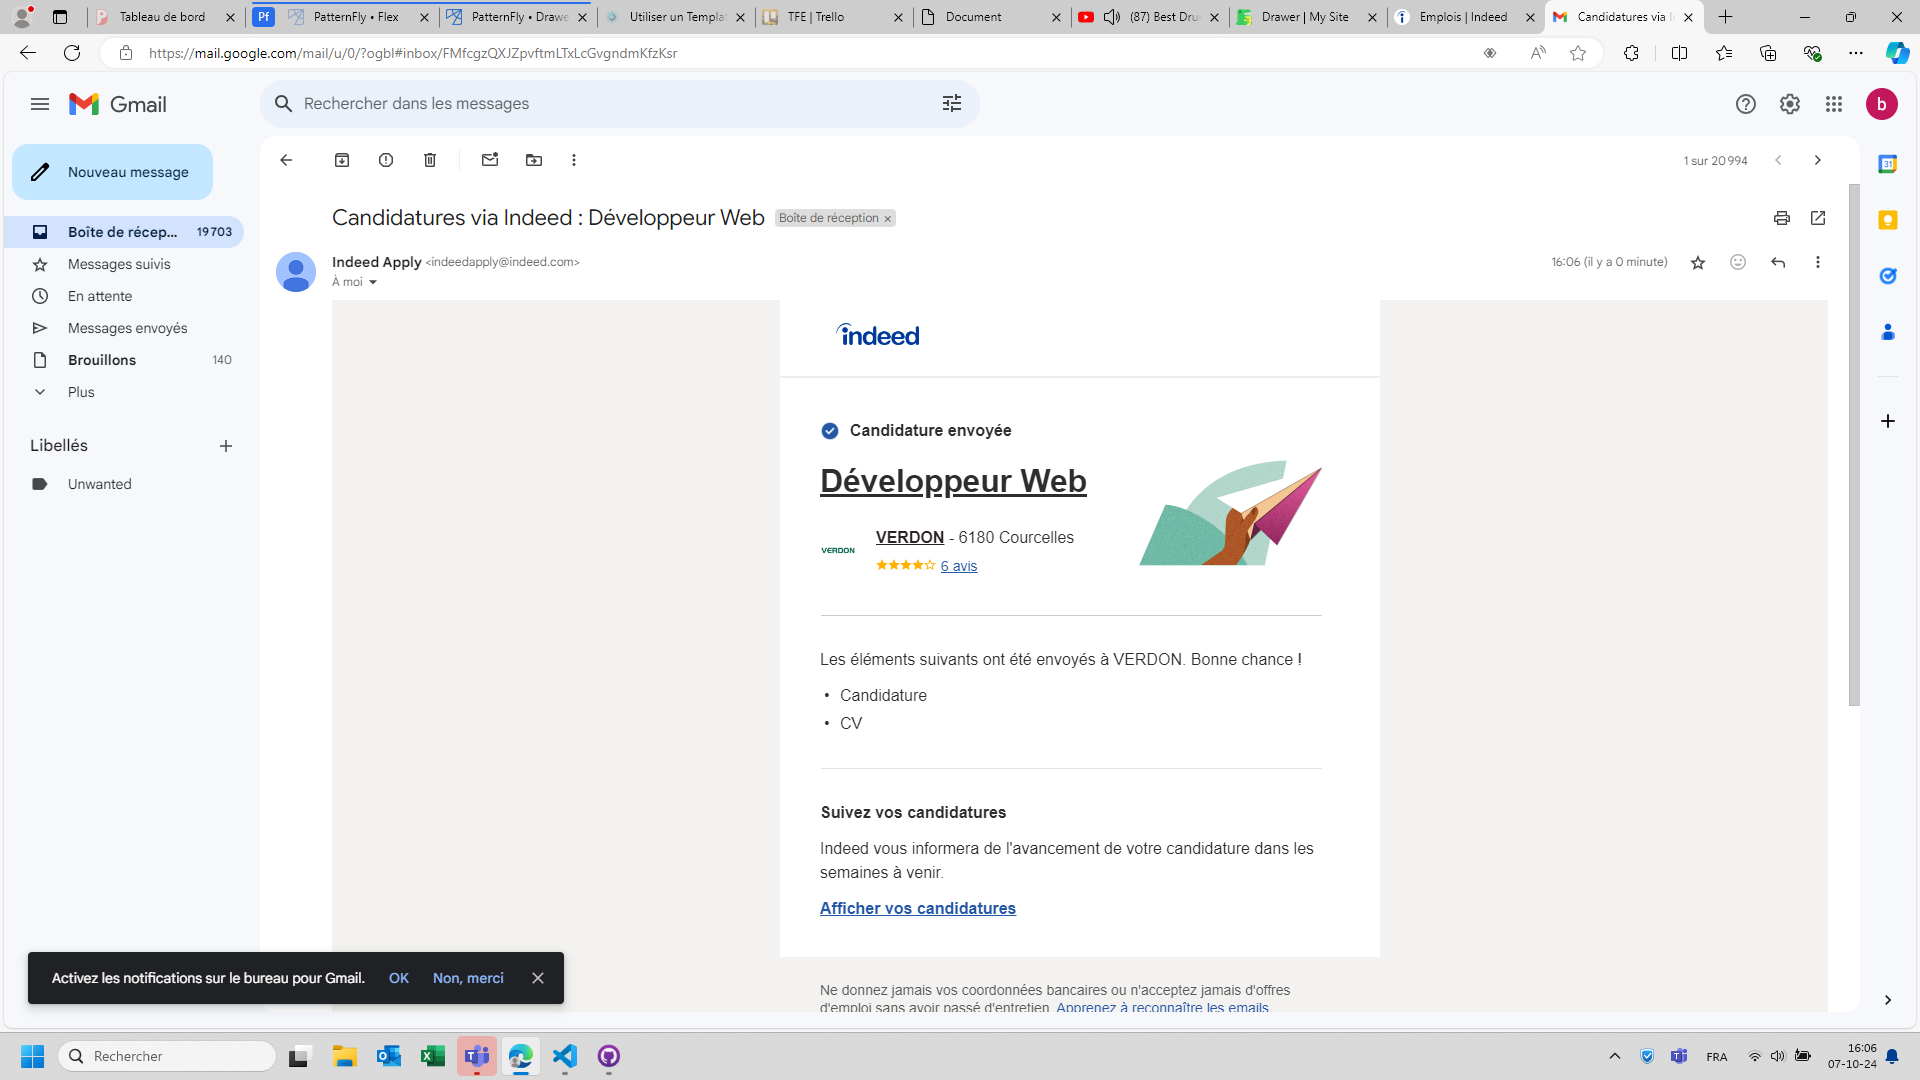 Tableau de bord
Pf
PatternFly • Flex
PatternFly • Drawe
Utiliser un Templat
TFE | Trello
Document
(87) Best Dru
Drawer | My Site
Emplois | Indeed
Candidatures via I
https://mail.google.com/mail/u/0/?ogbl#inbox/FMfcgzQXJZpvftmLTxLcGvgndmKfzKsr
Gmail
Rechercher dans les messages
b
Nouveau message
1 sur 20 994
31
Candidatures via Indeed : Développeur Web
Boîte de réception
Boîte de récep... 19 703
Messages suivis
En attente
Messages envoyés
Brouillons 140
Plus
Libellés
Unwanted
Indeed Apply <indeedapply@indeed.com>
16:06 (il y a 0 minute)
À moi
indeed
Candidature envoyée
Développeur Web
VERDON
VERDON - 6180 Courcelles
6 avis
Les éléments suivants ont été envoyés à VERDON. Bonne chance !
• Candidature
• CV
Suivez vos candidatures
Indeed vous informera de l'avancement de votre candidature dans les
semaines à venir.
Afficher vos candidatures
Ne donnez jamais vos coordonnées bancaires ou n'acceptez jamais d'offres
d'emploi sans avoir passé d'entretien. Apprenez à reconnaître les emails
Activez les notifications sur le bureau pour Gmail. OK Non, merci
Rechercher
FRA
16:06
07-10-24